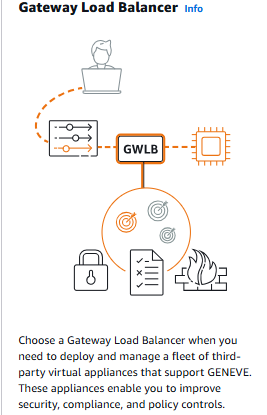 Gateway Load Balancer Info
GWLB
Choose a Gateway Load Balancer when you
need to deploy and manage a fleet of third-
party virtual appliances that support GENEVE.
These appliances enable you to improve
security, compliance, and policy controls.